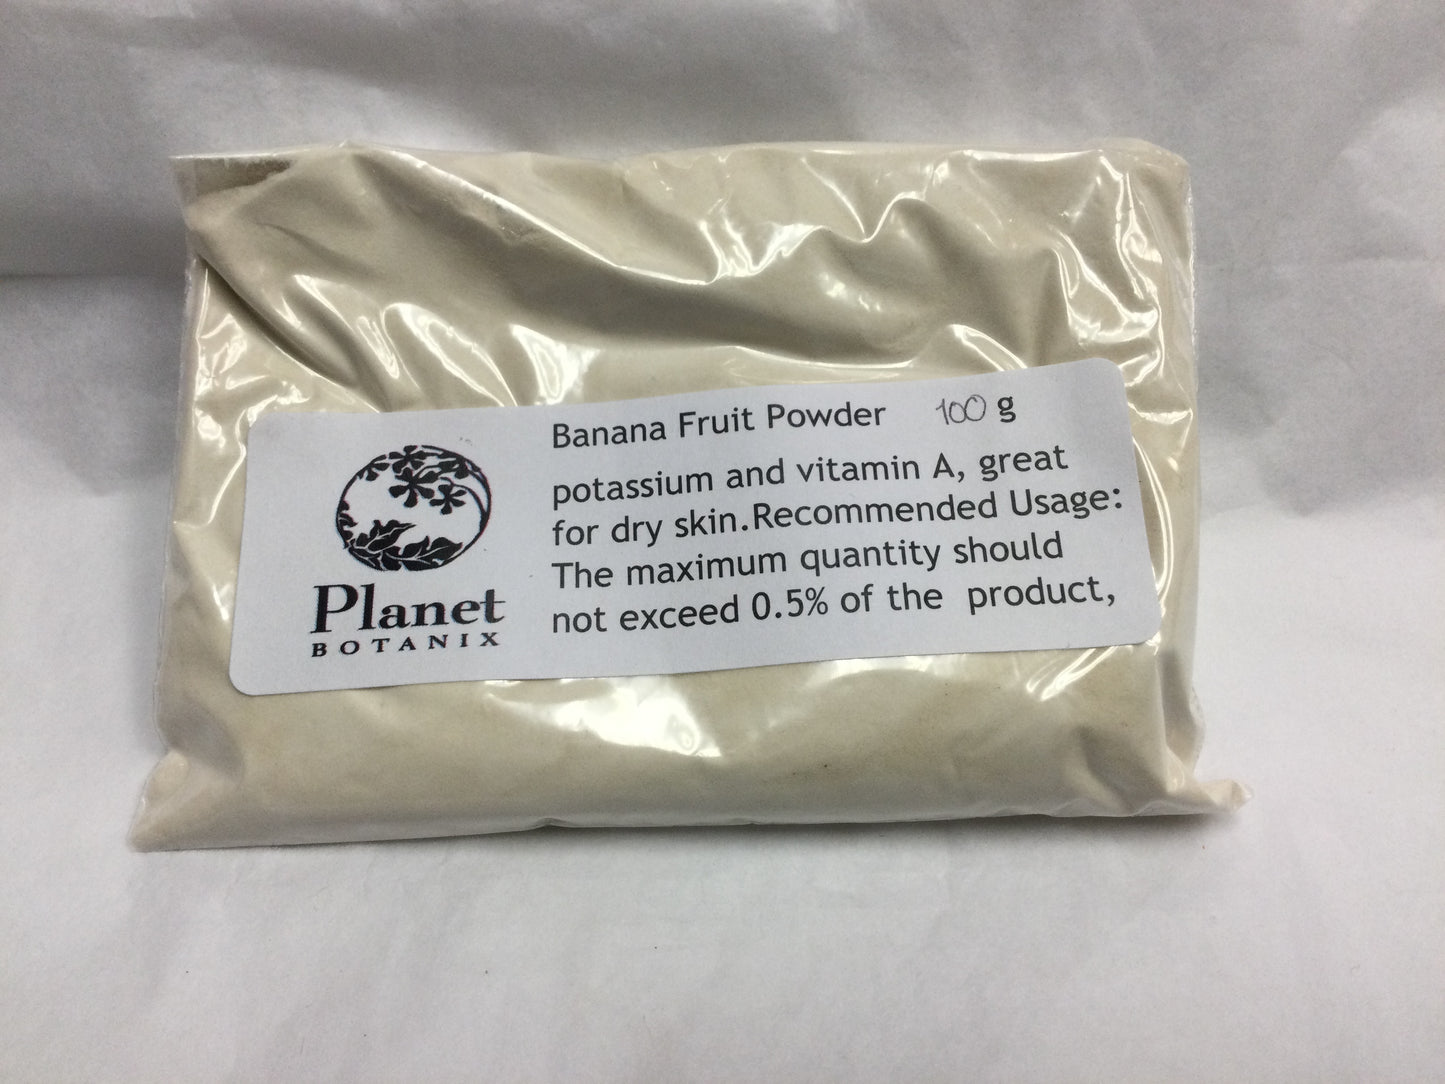 Planet
BOTANIX
Banana Fruit Powder 100 g
potassium and vitamin A, great
for dry skin.Recommended Usage:
The maximum quantity should
not exceed 0.5% of the product,